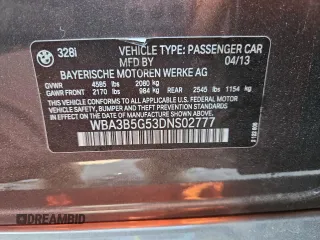 328i
VEHICLE TYPE: PASSENGER CAR
MFD. BY
04/13
BAYERISCHE MOTOREN WERKE AG
GVWR 4585 lbs 2080 kg
GAWR FRONT 2170 lbs 984 kg REAR 2545 lbs 1154 kg
THIS VEHICLE CONFORMS TO ALL APPLICABLE
FEDERAL MOTOR VEHICLE SAFETY, BUMPER,
AND THEFT PREVENTION STANDARDS IN EFFECT
ON THE DATE OF MANUFACTURE SHOWN ABOVE.
WBA3B5G53DNS02777
DREAMBID